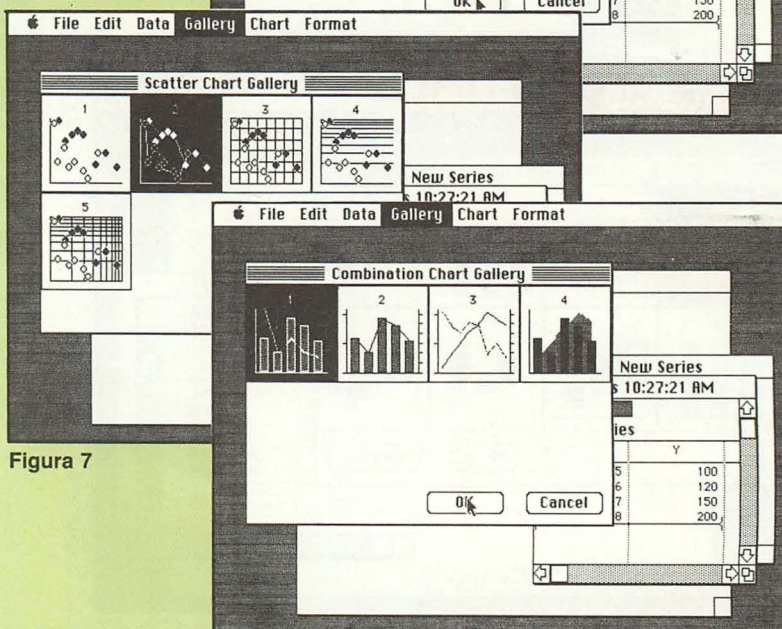 OK Cancel
7 150
8 200
File Edit Data Gallery Chart Format
Scatter Chart Gallery
1 2 3 4
5
New Series
s 10:27:21 AM
File Edit Data Gallery Chart Format
Combination Chart Gallery
1 2 3 4
New Series
s 10:27:21 AM
ies
Y
5 100
6 120
7 150
8 200
OK Cancel
Figura 7